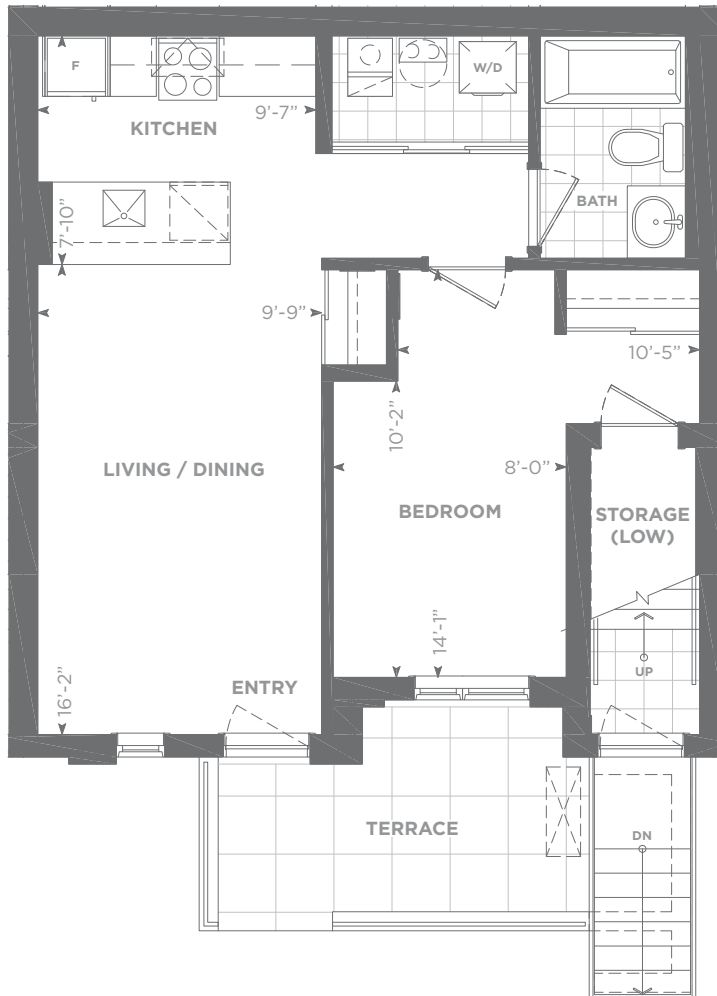 F
W/D
9'-7"
KITCHEN
7'-10"
BATH
9'-9"
10'-5"
10'-2"
LIVING / DINING
8'-0"
BEDROOM
STORAGE
(LOW)
14'-1"
UP
16'-2"
ENTRY
TERRACE
DN